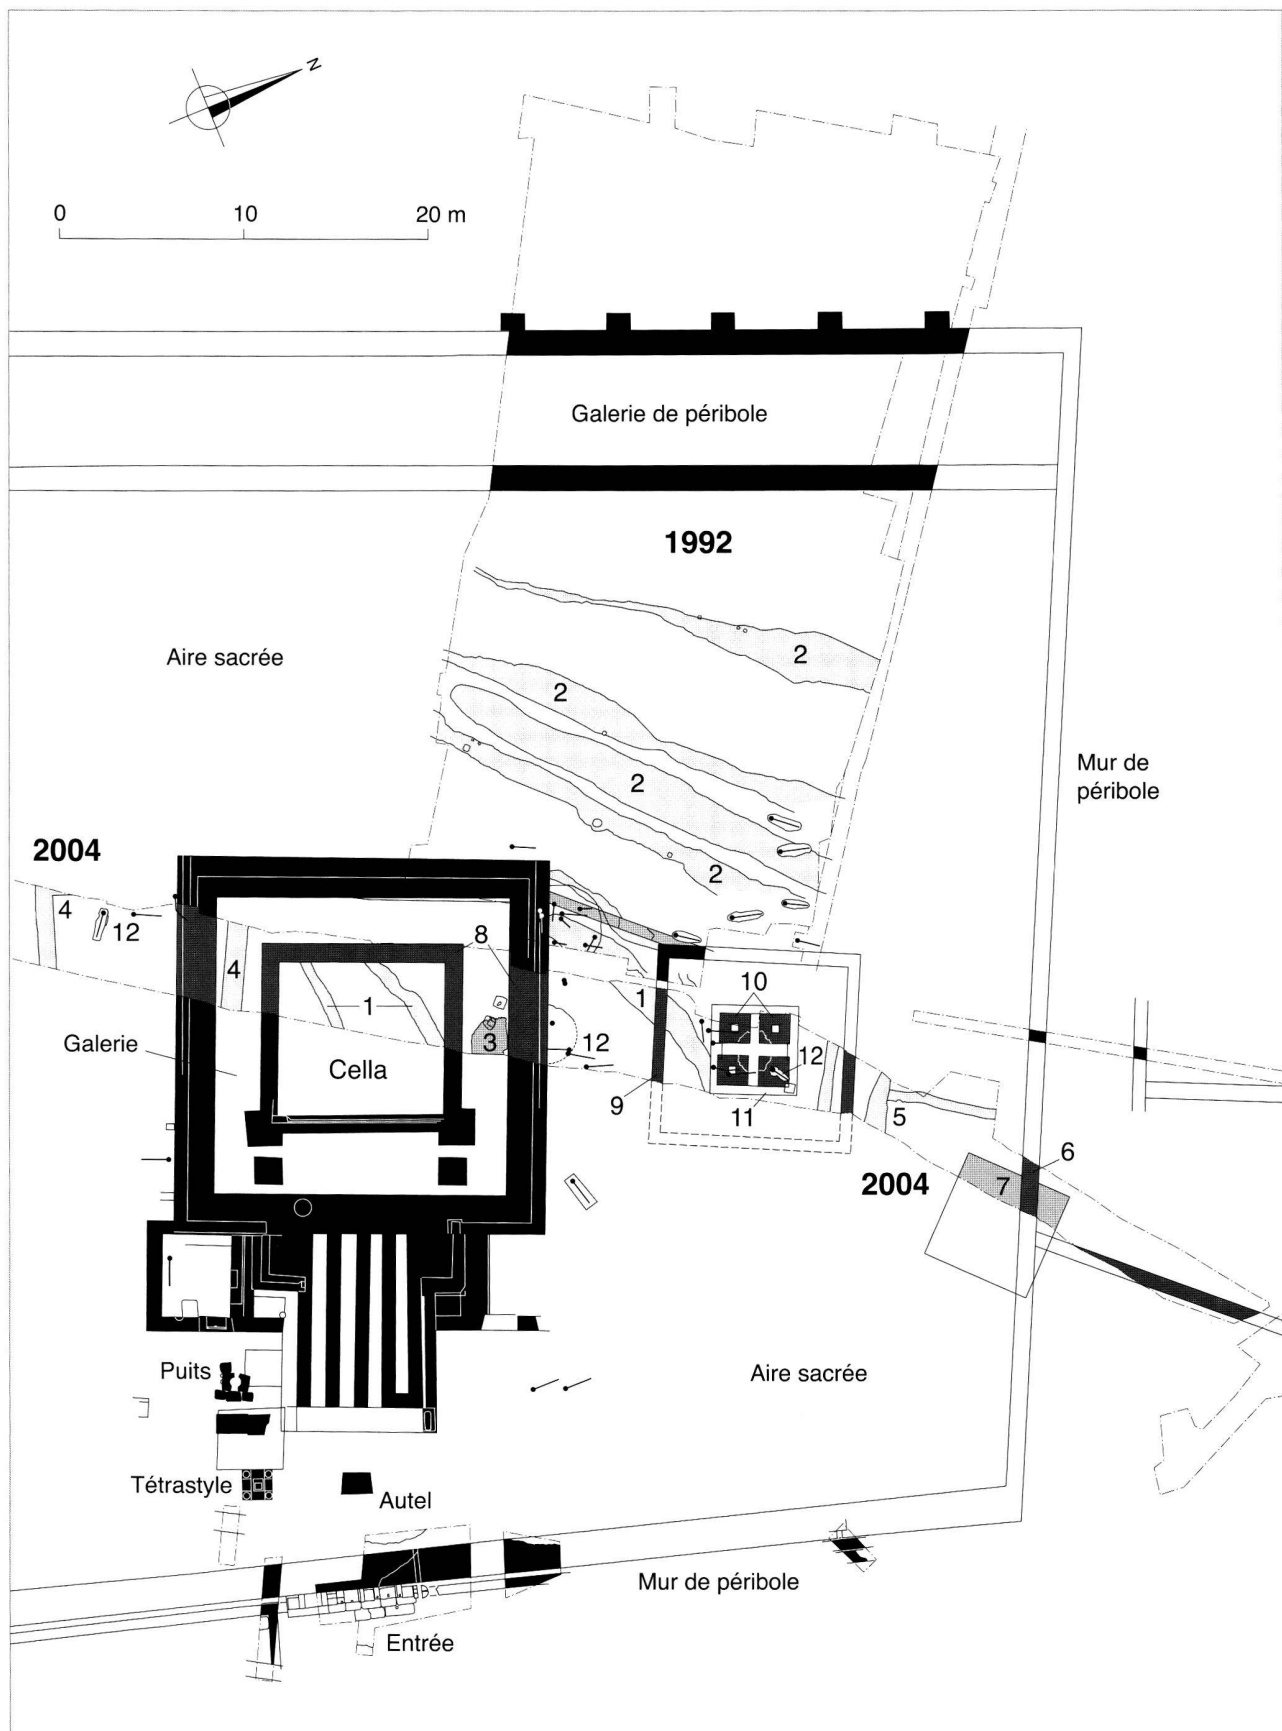 N
0 10 20 m
Galerie de péribole
1992
2
Aire sacrée
2
2
Mur de
péribole
2004
2
4
12
8
4
1
1
10
3
12
12
Galerie
Cella
9
11
5
6
2004
7
Puits
Aire sacrée
Tétrastyle
Autel
Mur de péribole
Entrée